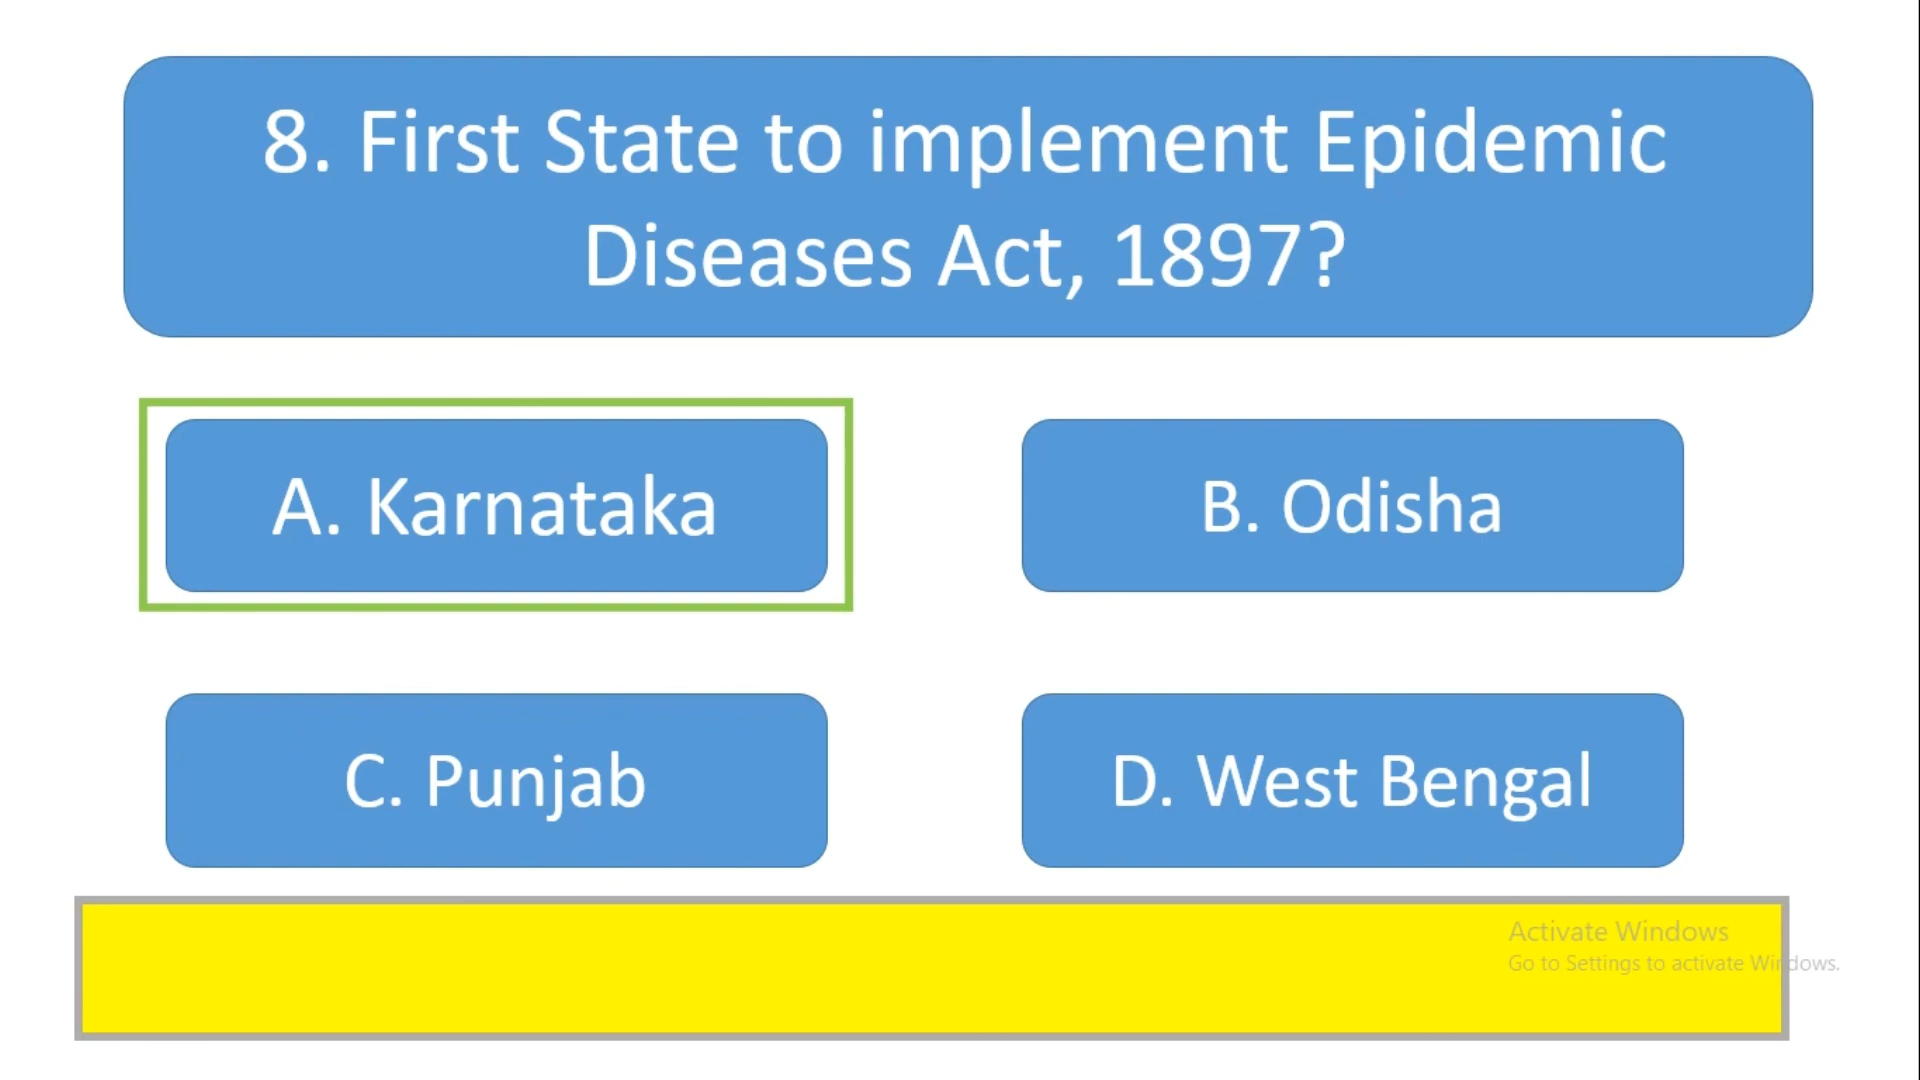 8. First State to implement Epidemic
Diseases Act, 1897?
A. Karnataka
B. Odisha
C. Punjab
D. West Bengal
Activate Windows
Go to Settings to activate Windows.